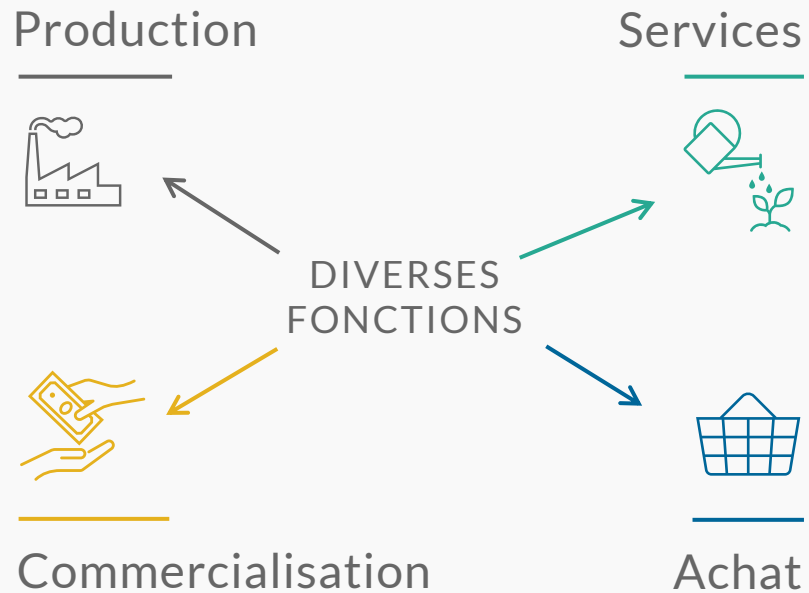 Production
Services
DIVERSES
FONCTIONS
Commercialisation
Achat